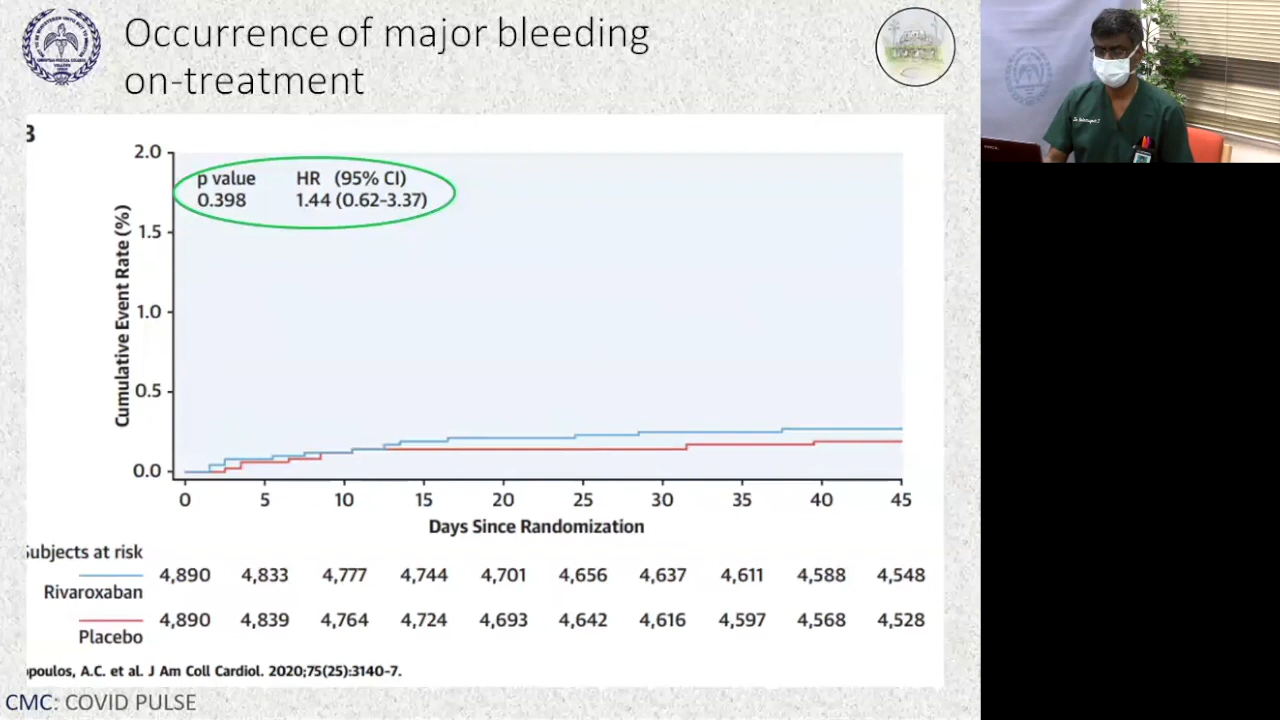 Occurrence of major bleeding
on-treatment
2.0
1.5
1.0
0.5
0.0
Cumulative Event Rate (%)
p value HR (95% CI)
0.398 1.44 (0.62-3.37)
0 5 10 15 20 25 30 35 40 45
Days Since Randomization
Subjects at risk
Rivaroxaban 4,890 4,833 4,777 4,744 4,701 4,656 4,637 4,611 4,588 4,548
Placebo 4,890 4,839 4,764 4,724 4,693 4,642 4,616 4,597 4,568 4,528
opoulos, A.C. et al. J Am Coll Cardiol. 2020;75(25):3140-7.
CMC: COVID PULSE